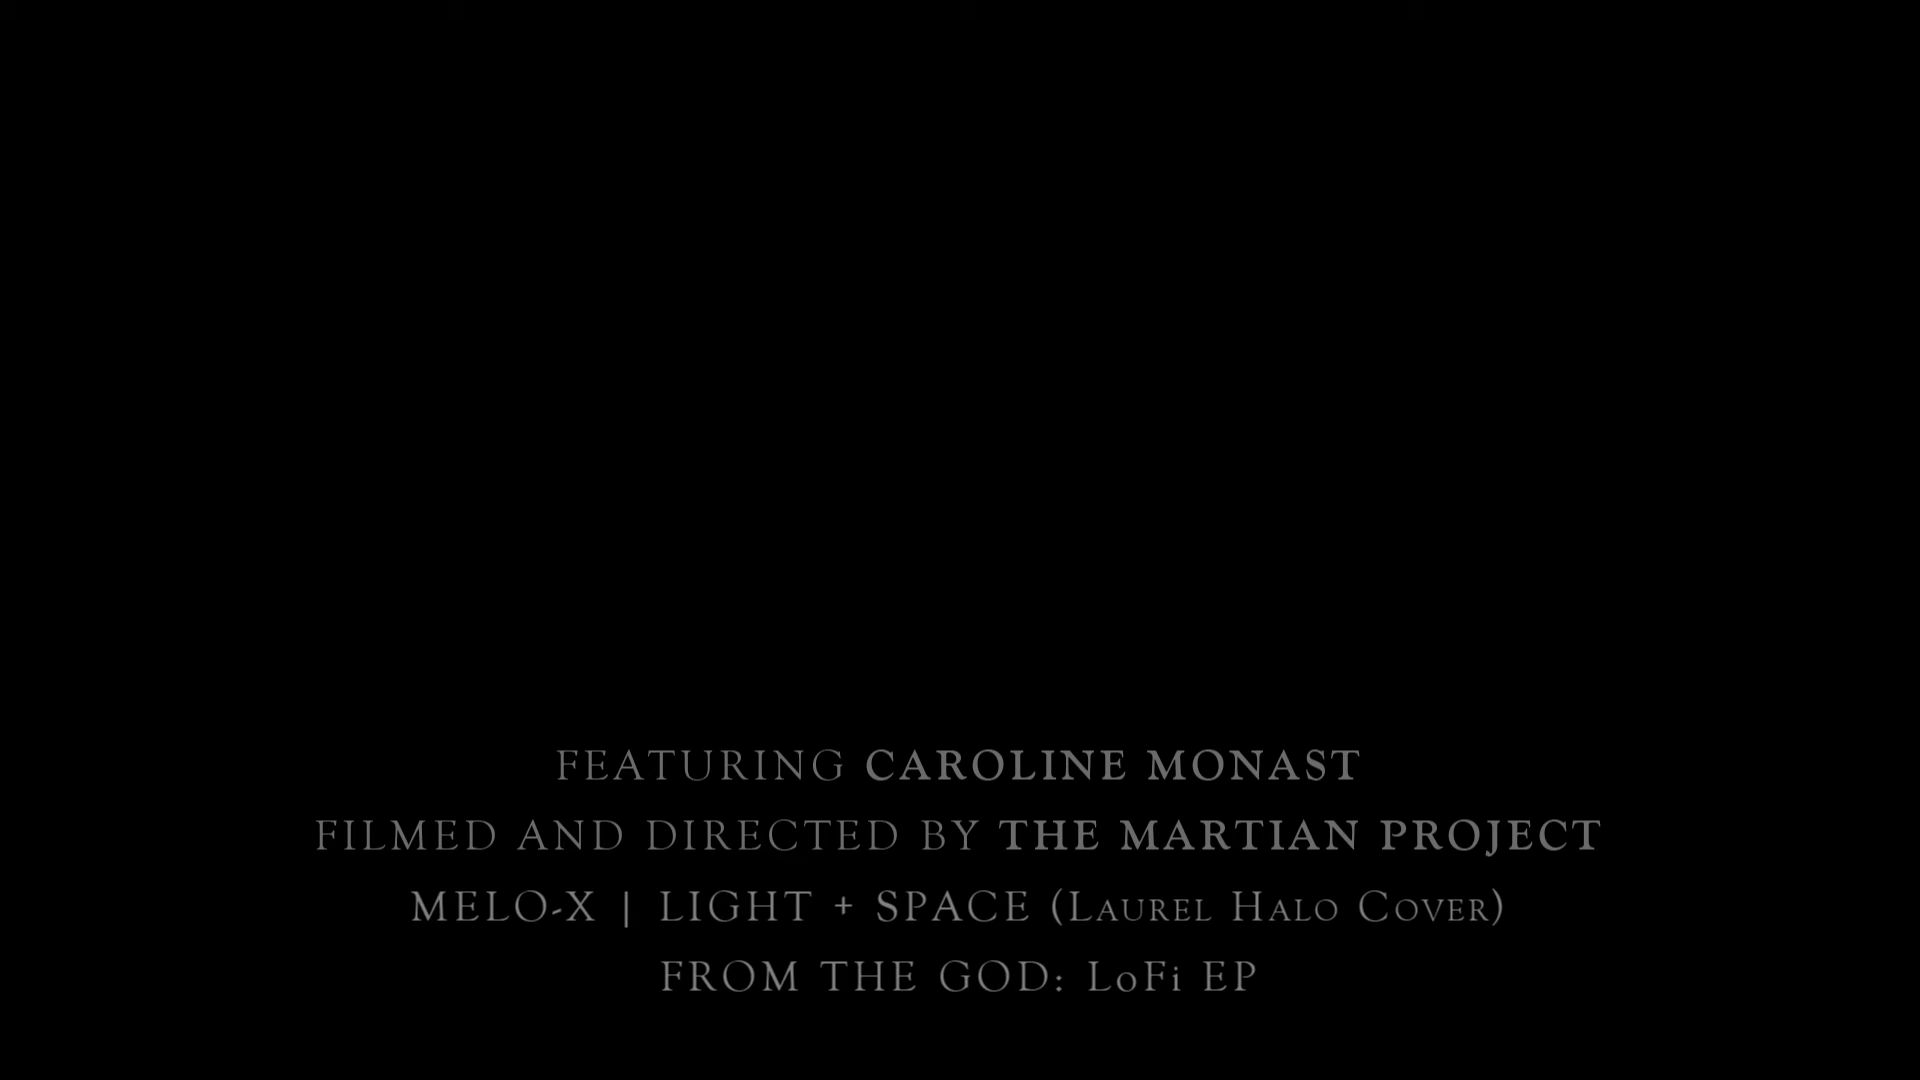 FEATURING CAROLINE MONAST
FILMED AND DIRECTED BY THE MARTIAN PROJECT
MELO-X | LIGHT + SPACE (LAUREL HALO COVER)
FROM THE GOD: LoFi EP